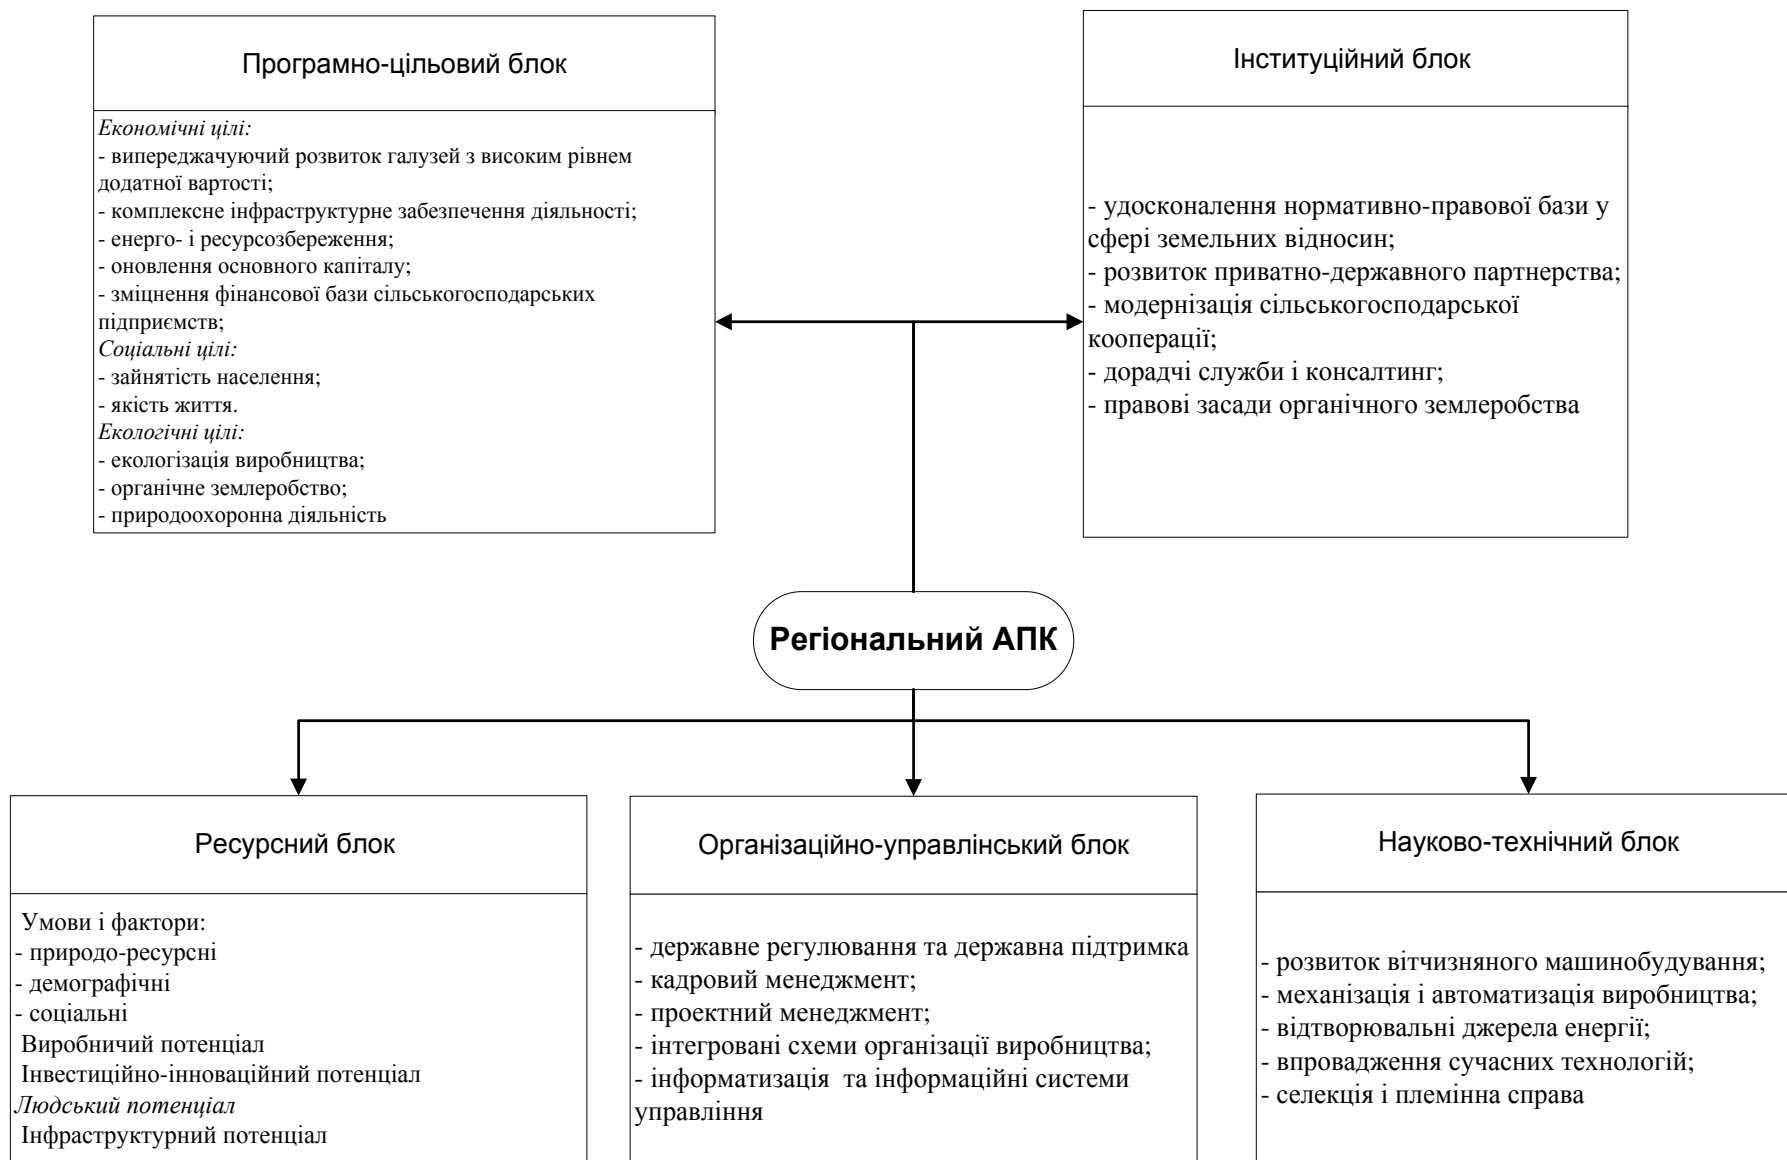 Програмно-цільовий блок
Економічні цілі:
- випереджачуючий розвиток галузей з високим рівнем
додатної вартості;
- комплексне інфраструктурне забезпечення діяльності;
- енерго- і ресурсозбереження;
- оновлення основного капіталу;
- зміцнення фінансової бази сільськогосподарських
підприємств;
Соціальні цілі:
- зайнятість населення;
- якість життя.
Екологічні цілі:
- екологізація виробництва;
- органічне землеробство;
- природоохоронна діяльність
Інституційний блок
- удосконалення нормативно-правової бази у
сфері земельних відносин;
- розвиток приватно-державного партнерства;
- модернізація сільськогосподарської
кооперації;
- дорадчі служби і консалтинг;
- правові засади органічного землеробства
Регіональний АПК
Ресурсний блок
Умови і фактори:
- природо-ресурсні
- демографічні
- соціальні
Виробничий потенціал
Інвестиційно-інноваційний потенціал
Людський потенціал
Інфраструктурний потенціал
Організаційно-управлінський блок
- державне регулювання та державна підтримка
- кадровий менеджмент;
- проектний менеджмент;
- інтегровані схеми організації виробництва;
- інформатизація та інформаційні системи
управління
Науково-технічний блок
- розвиток вітчизняного машинобудування;
- механізація і автоматизація виробництва;
- відтворювальні джерела енергії;
- впровадження сучасних технологій;
- селекція і племінна справа